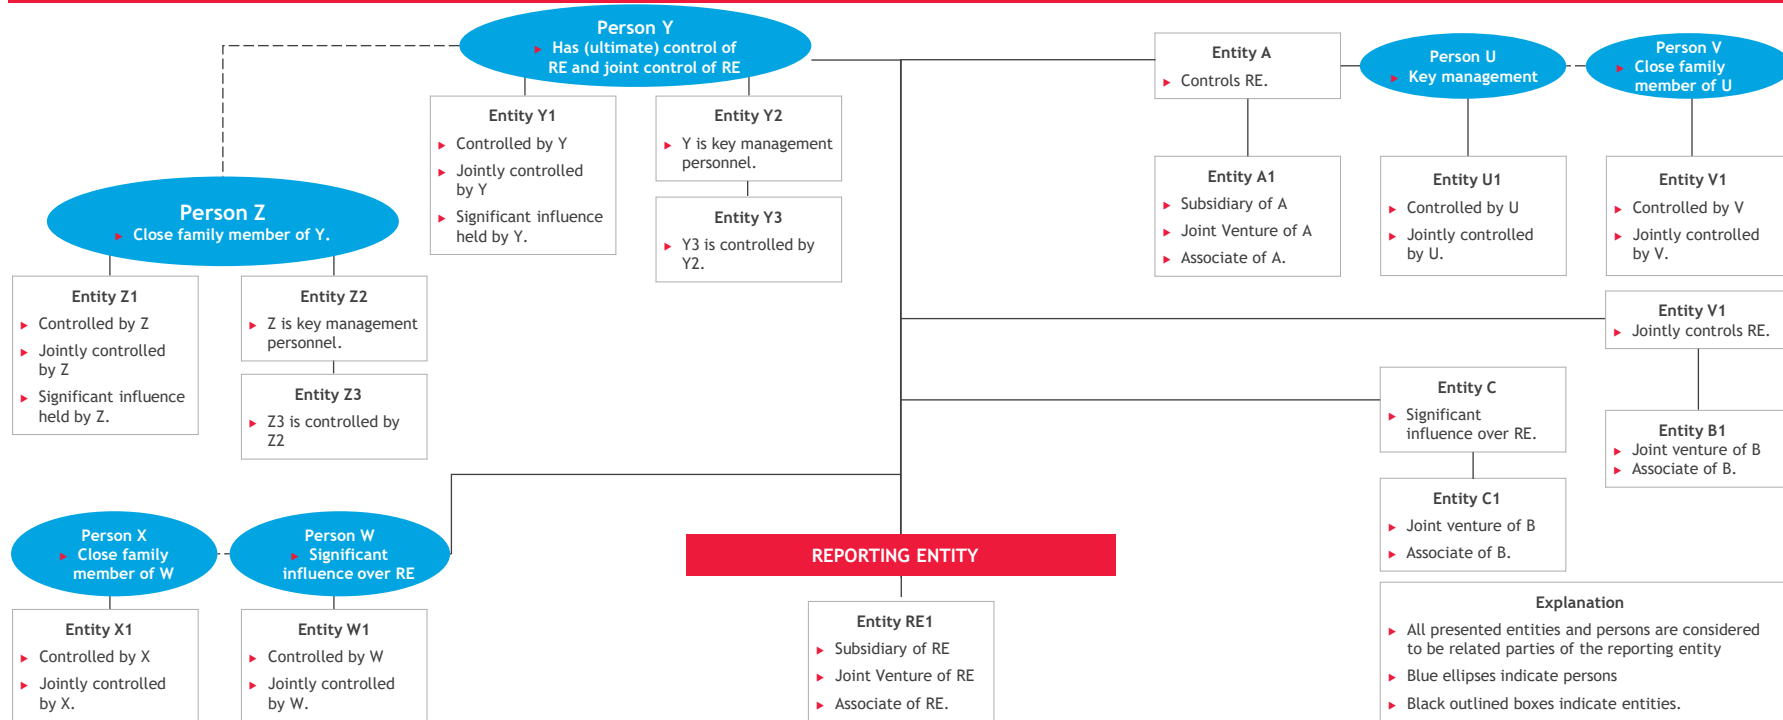 Person Y
Has (ultimate) control of
RE and joint control of RE
Entity Y1
Controlled by Y
Jointly controlled
by Y
Significant influence
held by Y.
Entity Y2
Y is key management
personnel.
Entity Y3
Y3 is controlled by
Y2.
Person Z
Close family member of Y.
Entity Z1
Controlled by Z
Jointly controlled
by Z
Significant influence
held by Z.
Entity Z2
Z is key management
personnel.
Entity Z3
Z3 is controlled by
Z2
Entity A
Controls RE.
Person U
Key management
Person V
Close family
member of U
Entity A1
Subsidiary of A
Joint Venture of A
Associate of A.
Entity U1
Controlled by U
Jointly controlled
by U.
Entity V1
Controlled by V
Jointly controlled
by V.
Entity V1
Jointly controls RE.
Entity B1
Joint venture of B
Associate of B.
Entity C
Significant
influence over RE.
Entity C1
Joint venture of B
Associate of B.
Person X
Close family
member of W
Person W
Significant
influence over RE
Entity X1
Controlled by X
Jointly controlled
by X.
Entity W1
Controlled by W
Jointly controlled
by W.
REPORTING ENTITY
Entity RE1
Subsidiary of RE
Joint Venture of RE
Associate of RE.
Explanation
All presented entities and persons are considered
to be related parties of the reporting entity
Blue ellipses indicate persons
Black outlined boxes indicate entities.